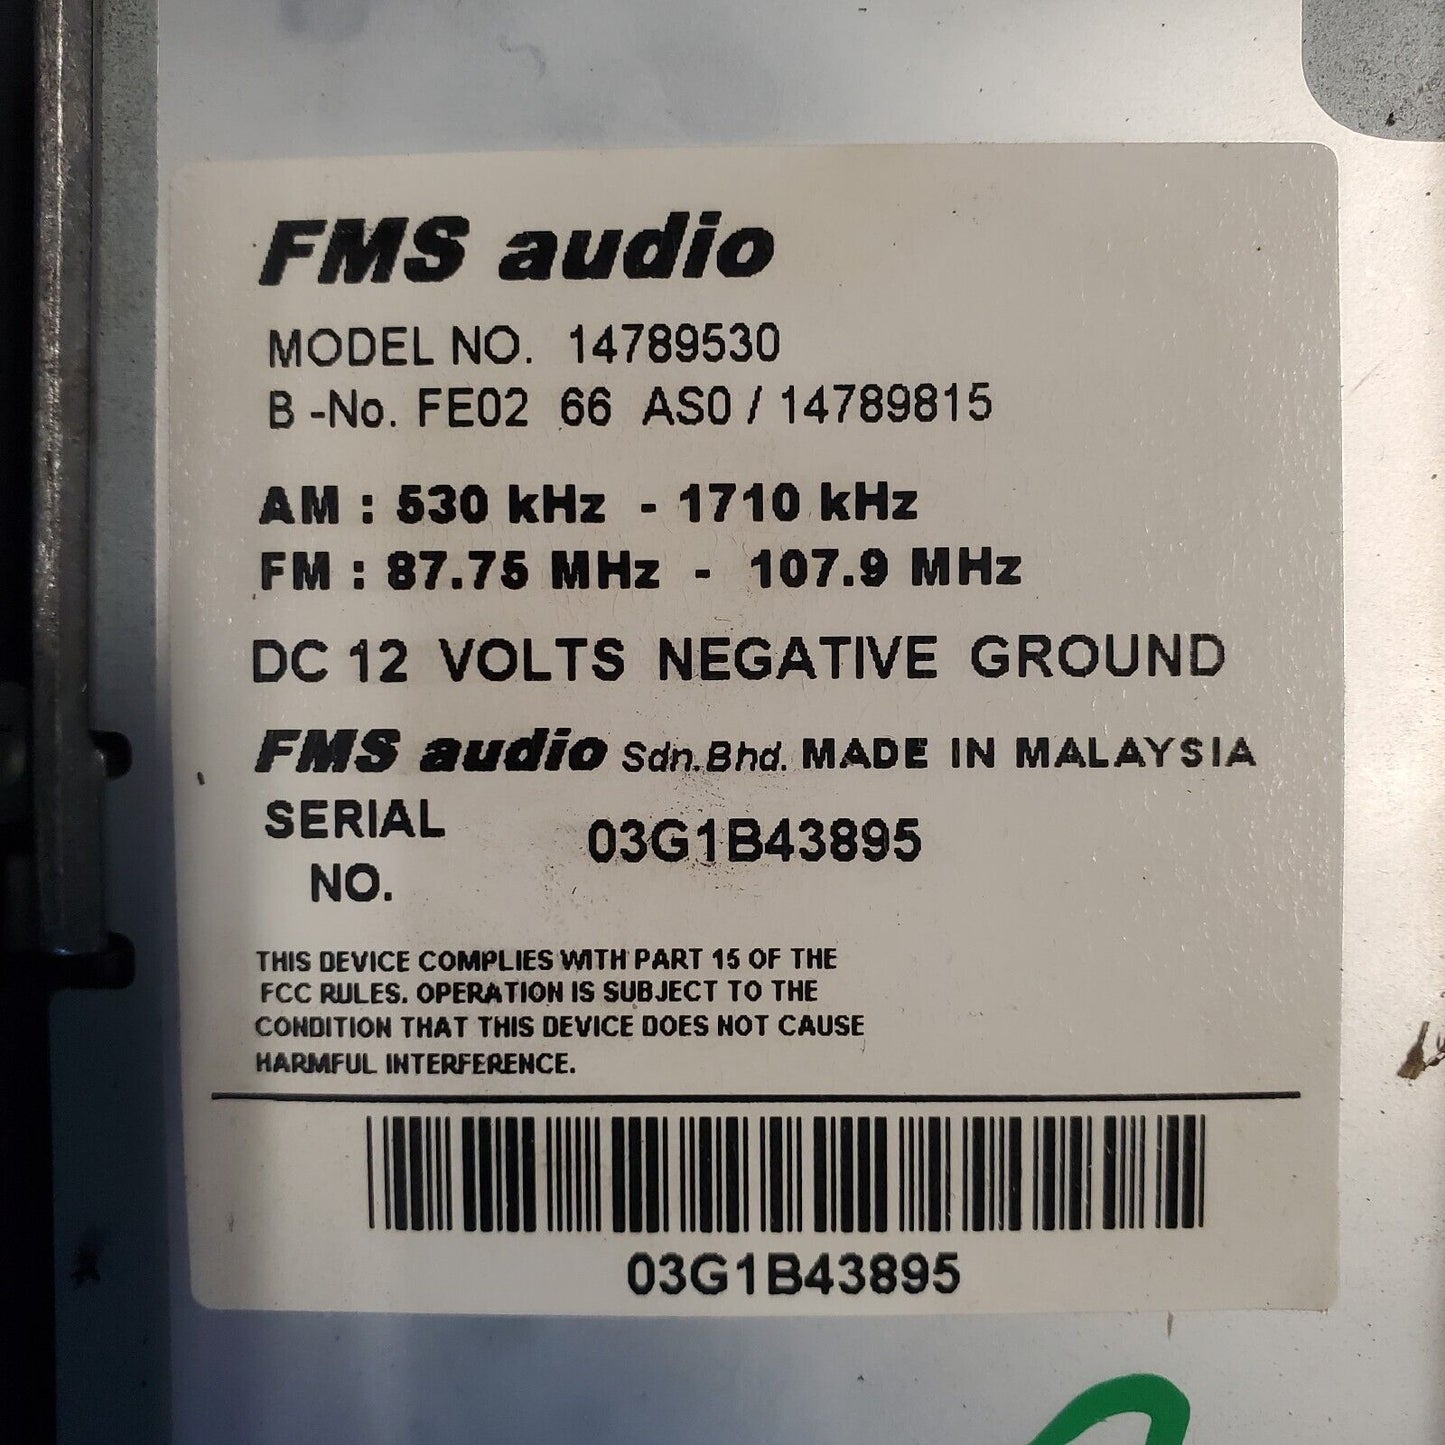 FMS audio
MODEL NO. 14789530
B -No. FE02 66 AS0 / 14789815
AM : 530 kHz - 1710 kHz
FM : 87.75 MHz - 107.9 MHz
DC 12 VOLTS NEGATIVE GROUND
FMS audio Sdn.Bhd. MADE IN MALAYSIA
SERIAL NO. 03G1B43895
THIS DEVICE COMPLIES WITH PART 15 OF THE
FCC RULES. OPERATION IS SUBJECT TO THE
CONDITION THAT THIS DEVICE DOES NOT CAUSE
HARMFUL INTERFERENCE.
03G1B43895